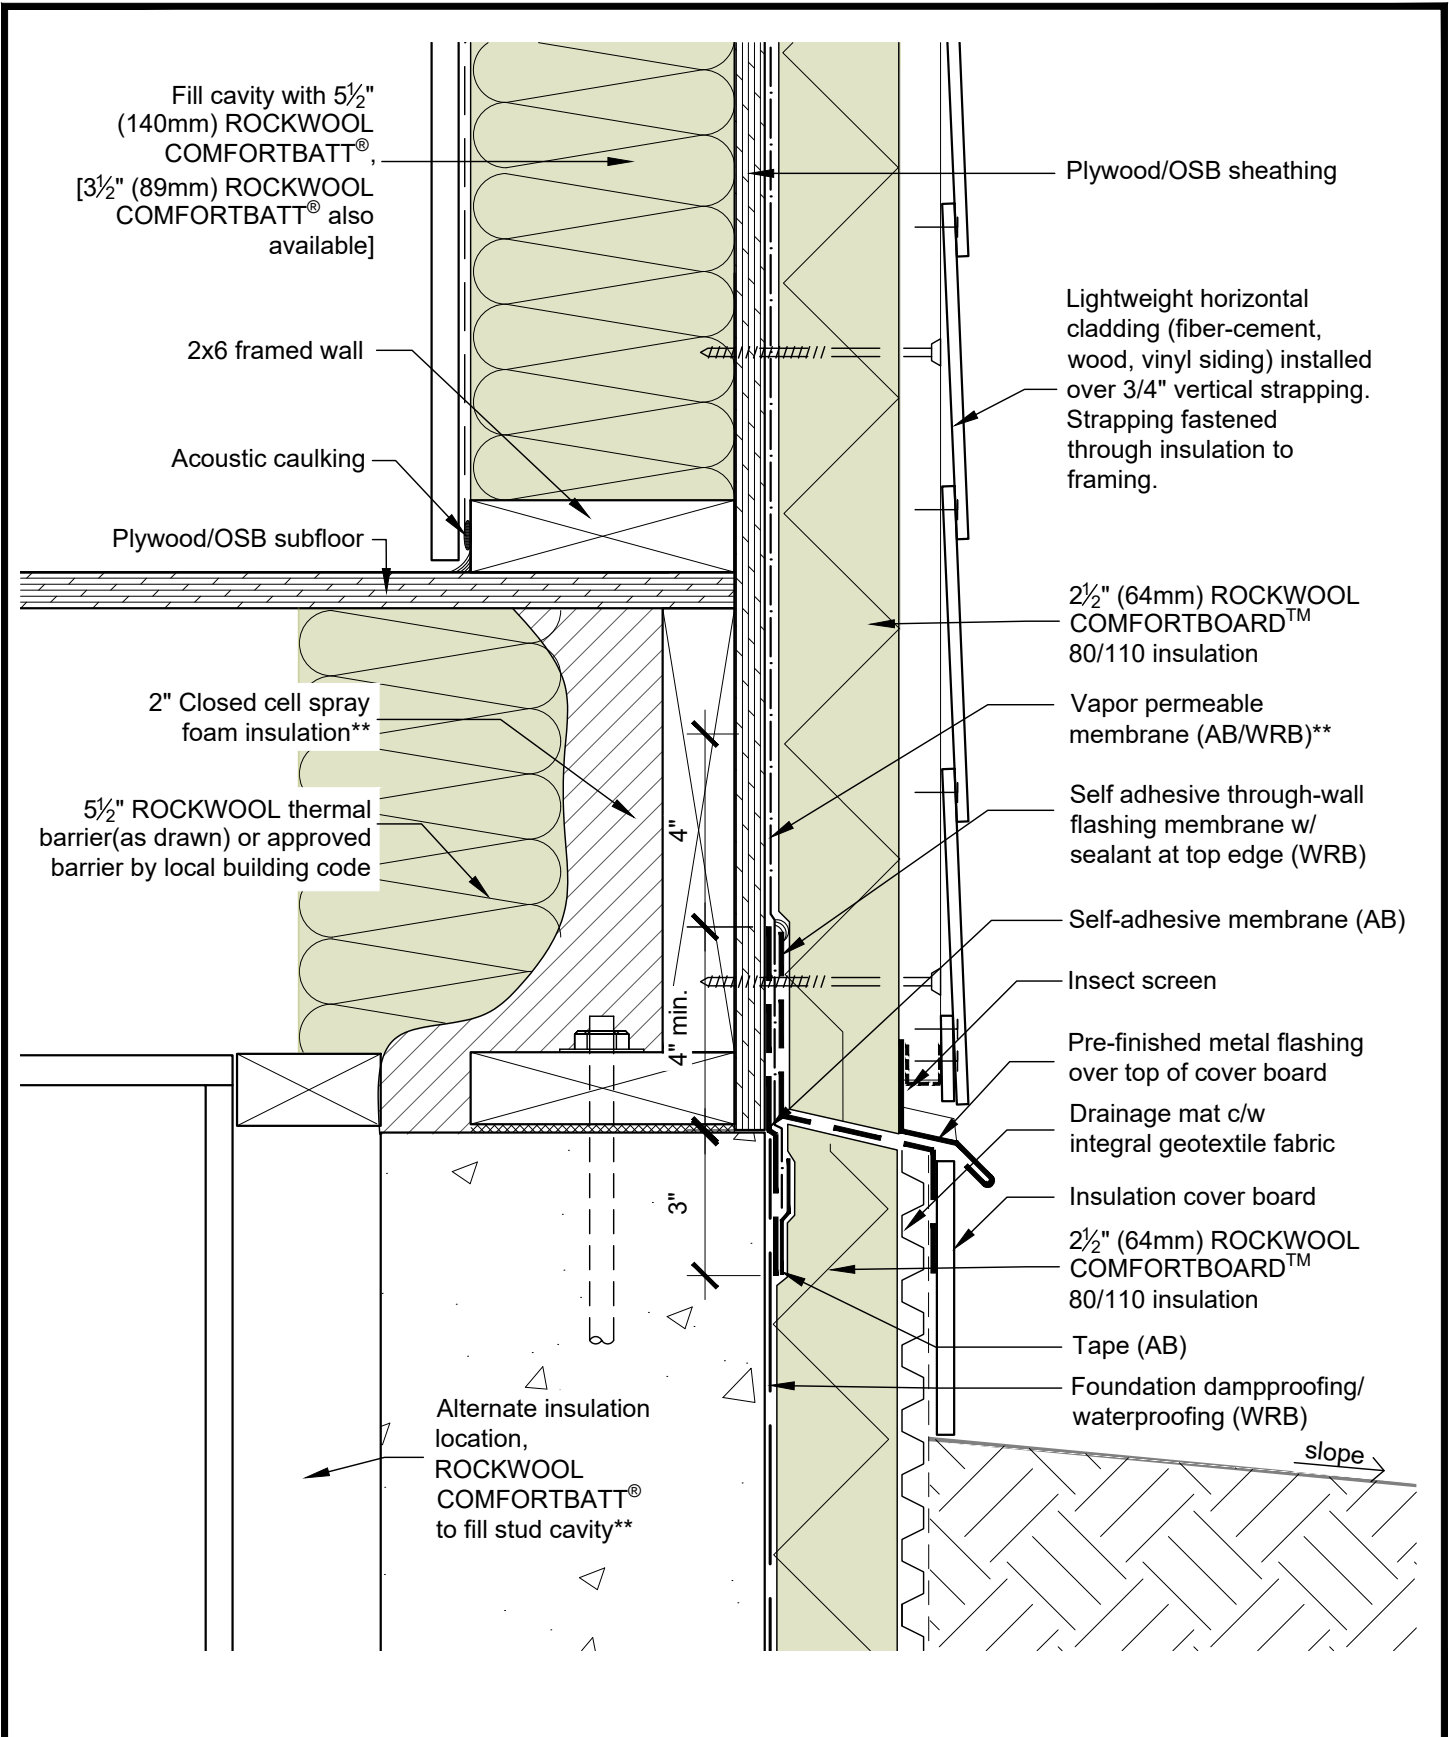 Fill cavity with 5½"
(140mm) ROCKWOOL
COMFORTBATT®,
[3½" (89mm) ROCKWOOL
COMFORTBATT® also
available]
2x6 framed wall
Acoustic caulking
Plywood/OSB subfloor
2" Closed cell spray
foam insulation**
5½" ROCKWOOL thermal
barrier(as drawn) or approved
barrier by local building code
4"
4" min.
3"
Alternate insulation
location,
ROCKWOOL
COMFORTBATT®
to fill stud cavity**
Plywood/OSB sheathing
Lightweight horizontal
cladding (fiber-cement,
wood, vinyl siding) installed
over 3/4" vertical strapping.
Strapping fastened
through insulation to
framing.
2½" (64mm) ROCKWOOL
COMFORTBOARD™
80/110 insulation
Vapor permeable
membrane (AB/WRB)**
Self adhesive through-wall
flashing membrane w/
sealant at top edge (WRB)
Self-adhesive membrane (AB)
Insect screen
Pre-finished metal flashing
over top of cover board
Drainage mat c/w
integral geotextile fabric
Insulation cover board
2½" (64mm) ROCKWOOL
COMFORTBOARD™
80/110 insulation
Tape (AB)
Foundation dampproofing/
waterproofing (WRB)
slope